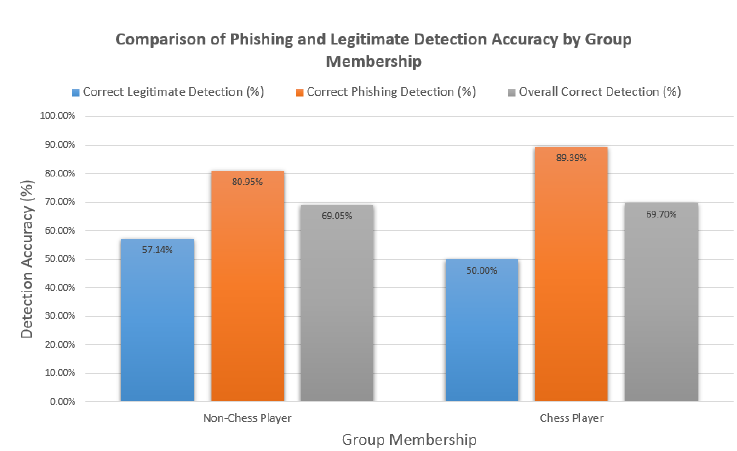 Comparison of Phishing and Legitimate Detection Accuracy by Group
Membership
Correct Legitimate Detection (%) Correct Phishing Detection (%) Overall Correct Detection (%)
100.00%
90.00%
80.00%
70.00%
60.00%
50.00%
40.00%
30.00%
20.00%
10.00%
0.00%
Detection Accuracy (%)
57.14%
80.95%
69.05%
50.00%
89.39%
69.70%
Non-Chess Player Chess Player
Group Membership